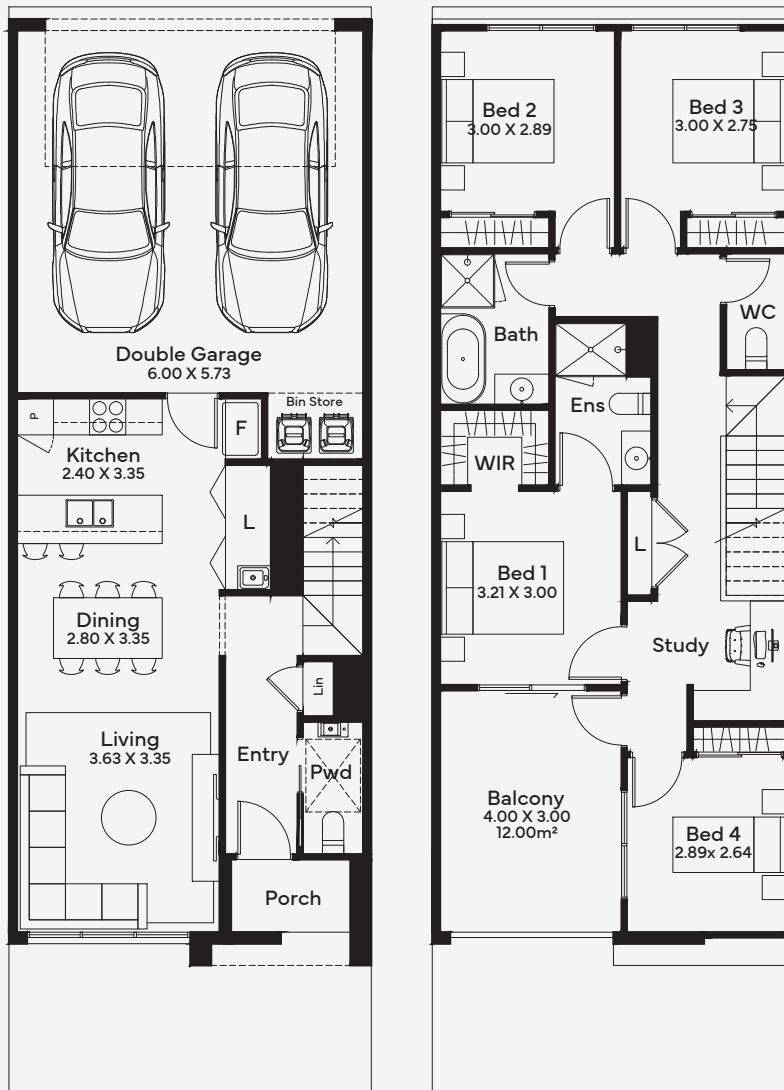 Double Garage
6.00 X 5.73
Bin Store
P
F
Kitchen
2.40 X 3.35
L
Dining
2.80 X 3.35
Lin
Living
3.63 X 3.35
Entry
Pwd
Porch
Bed 2
3.00 X 2.89
Bed 3
3.00 X 2.75
Bath
WC
Ens
WIR
L
Bed 1
3.21 X 3.00
Study
Balcony
4.00 X 3.00
12.00m²
Bed 4
2.89x 2.64